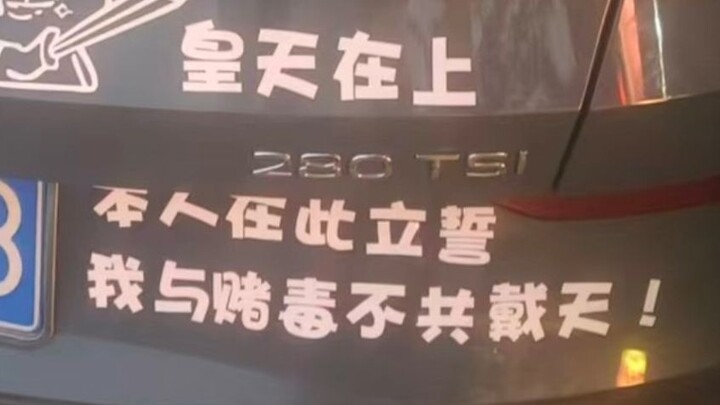 皇天在上
280 TSI
本人在此立誓
我与赌毒不共戴天！